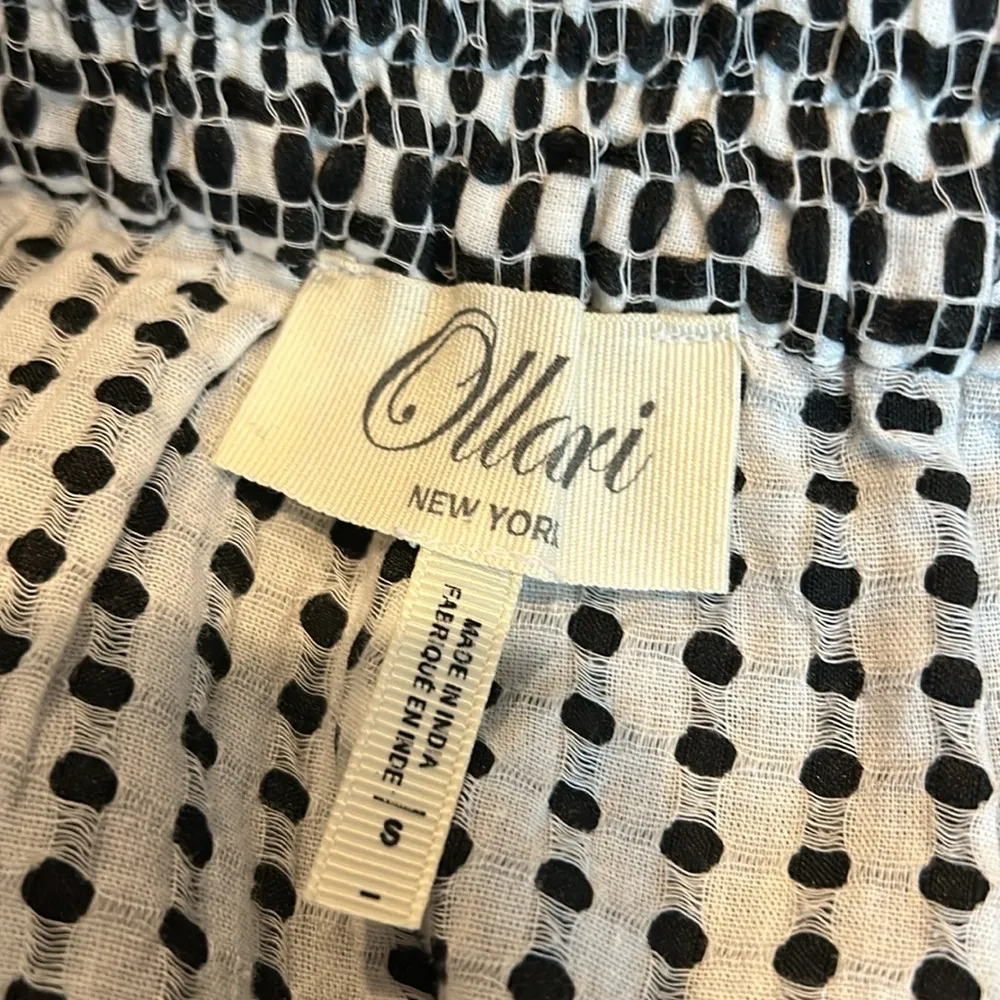 Ollari
NEW YORK
MADE IN INDIA
FABRIQUÉ EN INDE
S